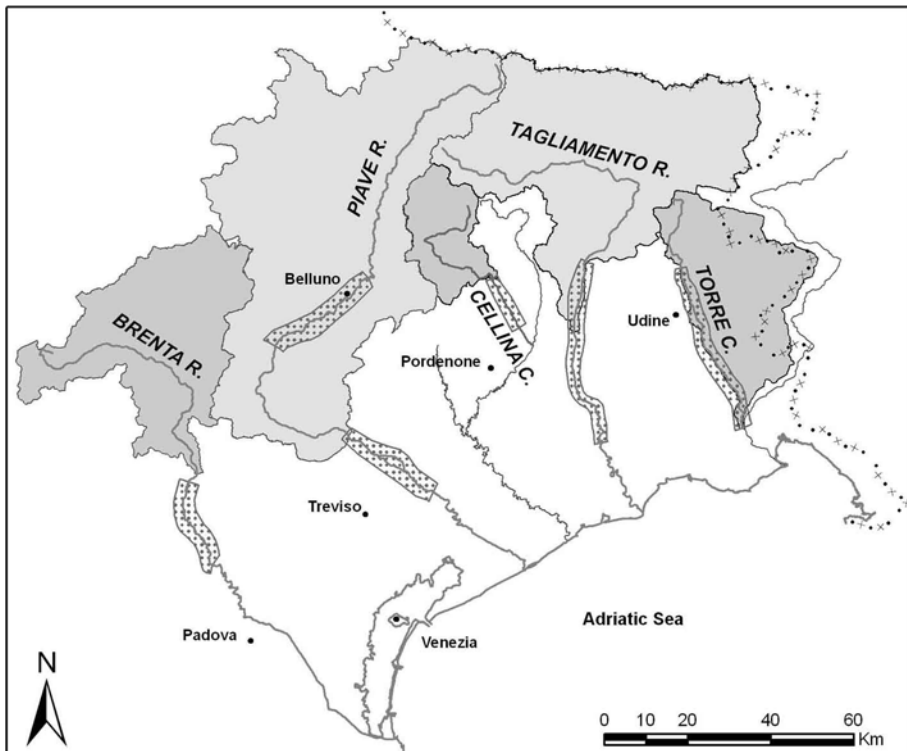 TAGLIAMENTO R.
PIAVE R.
Belluno
TORRE C.
CELLINA C.
Udine
BRENTA R.
Pordenone
Treviso
Adriatic Sea
Padova
Venezia
N
0 10 20 40 60
Km